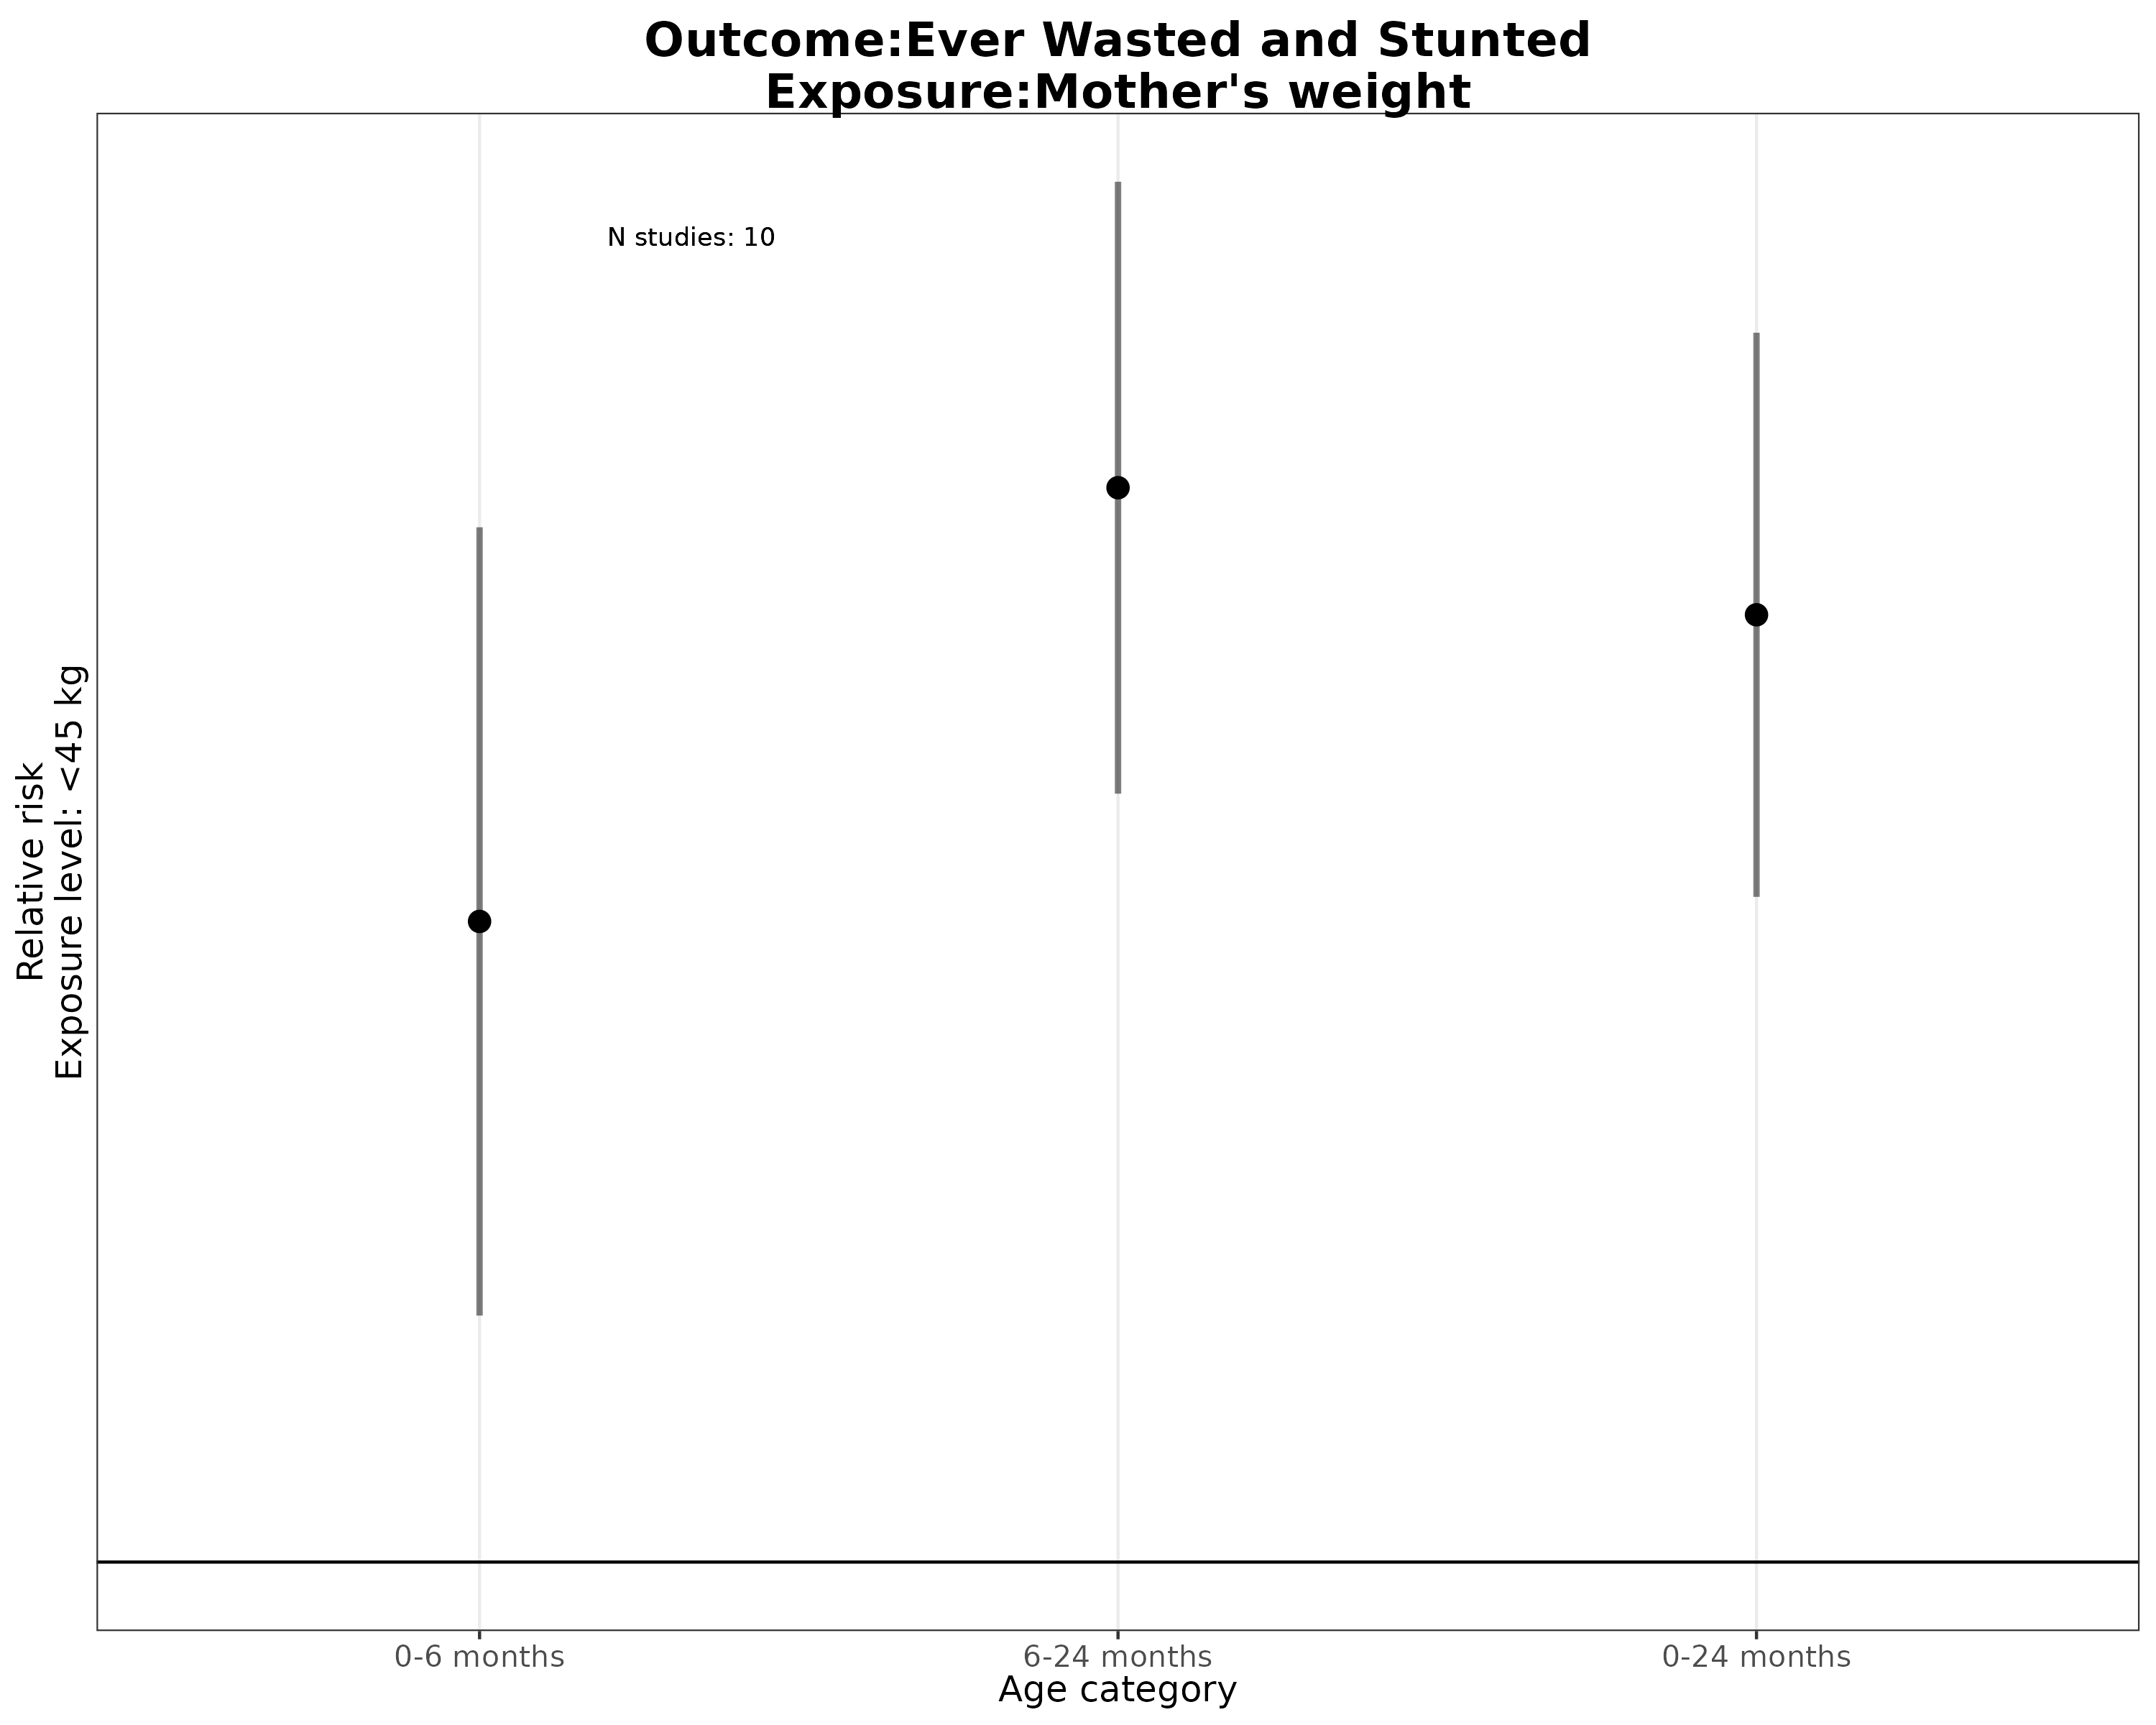 Outcome:Ever Wasted and Stunted
Exposure:Mother's weight
N studies: 10
Relative risk
Exposure level: <45 kg
0-6 months
6-24 months
0-24 months
Age category